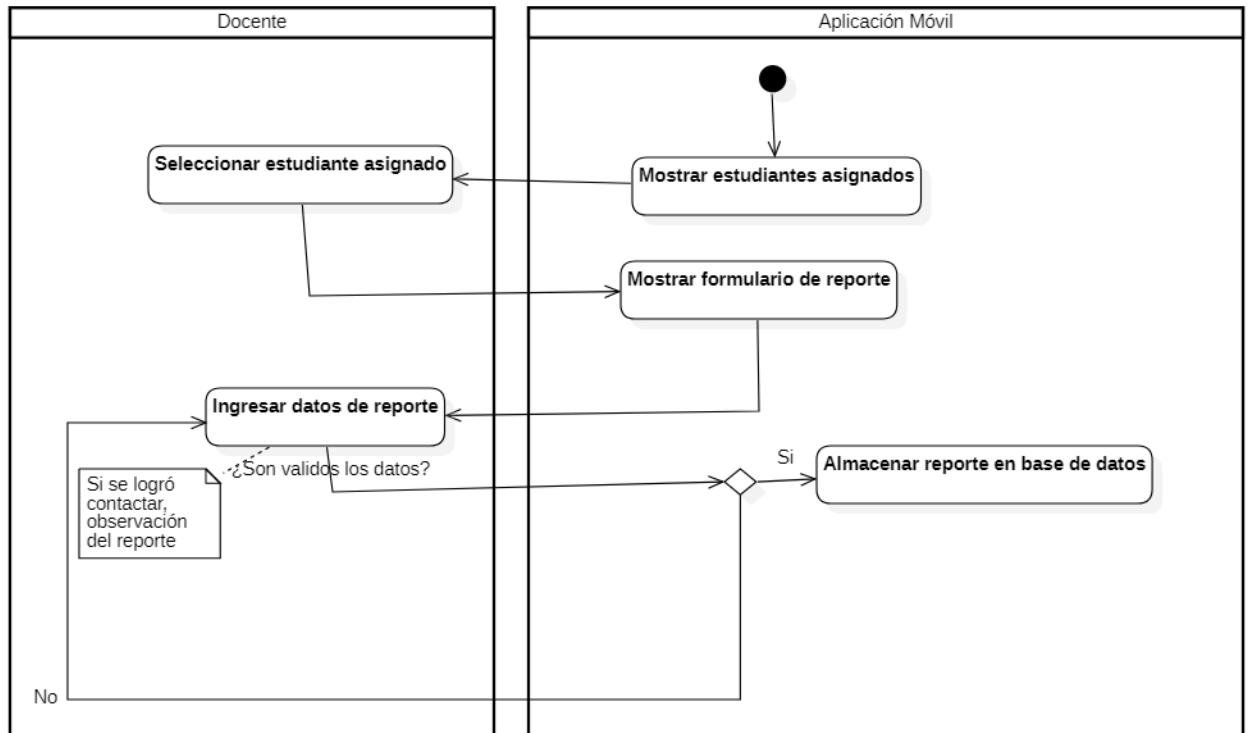 Docente
Aplicación Móvil
Seleccionar estudiante asignado
Mostrar estudiantes asignados
Mostrar formulario de reporte
Ingresar datos de reporte
¿Son validos los datos?
Si se logró
contactar,
observación
del reporte
Si
Almacenar reporte en base de datos
No